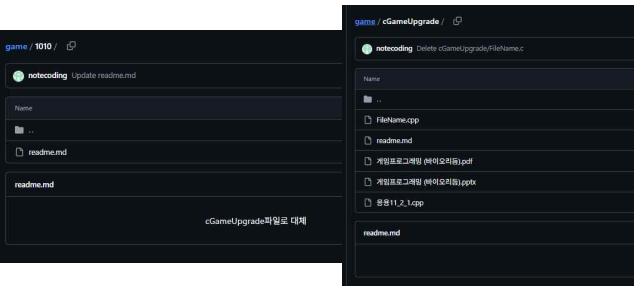 game / 1010 /
notecoding Update readme.md
Name
..
readme.md
readme.md
cGameUpgrade파일로 대체
game / cGameUpgrade /
notecoding Delete cGameUpgrade/FileName.c
Name
..
FileName.cpp
readme.md
게임프로그래밍 (바이오리듬).pdf
게임프로그래밍 (바이오리듬).pptx
응용11_2_1.cpp
readme.md